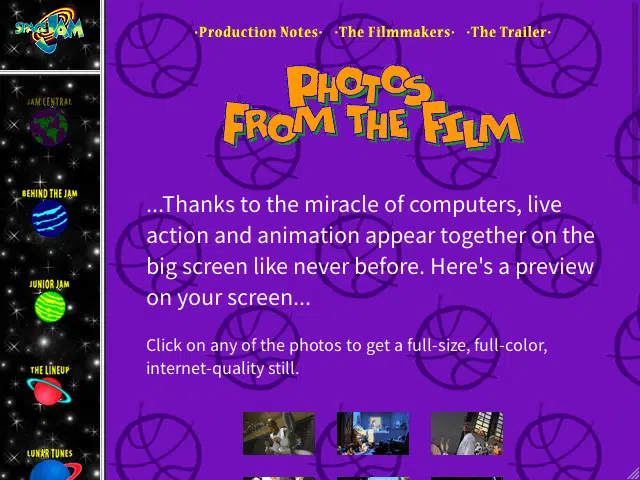 SPACE JAM
·Production Notes· ·The Filmmakers· ·The Trailer·
JAM CENTRAL
BEHIND THE JAM
JUNIOR JAM
THE LINEUP
LUNAR TUNES
PHOTOS
FROM THE FILM
...Thanks to the miracle of computers, live
action and animation appear together on the
big screen like never before. Here's a preview
on your screen...
Click on any of the photos to get a full-size, full-color,
internet-quality still.